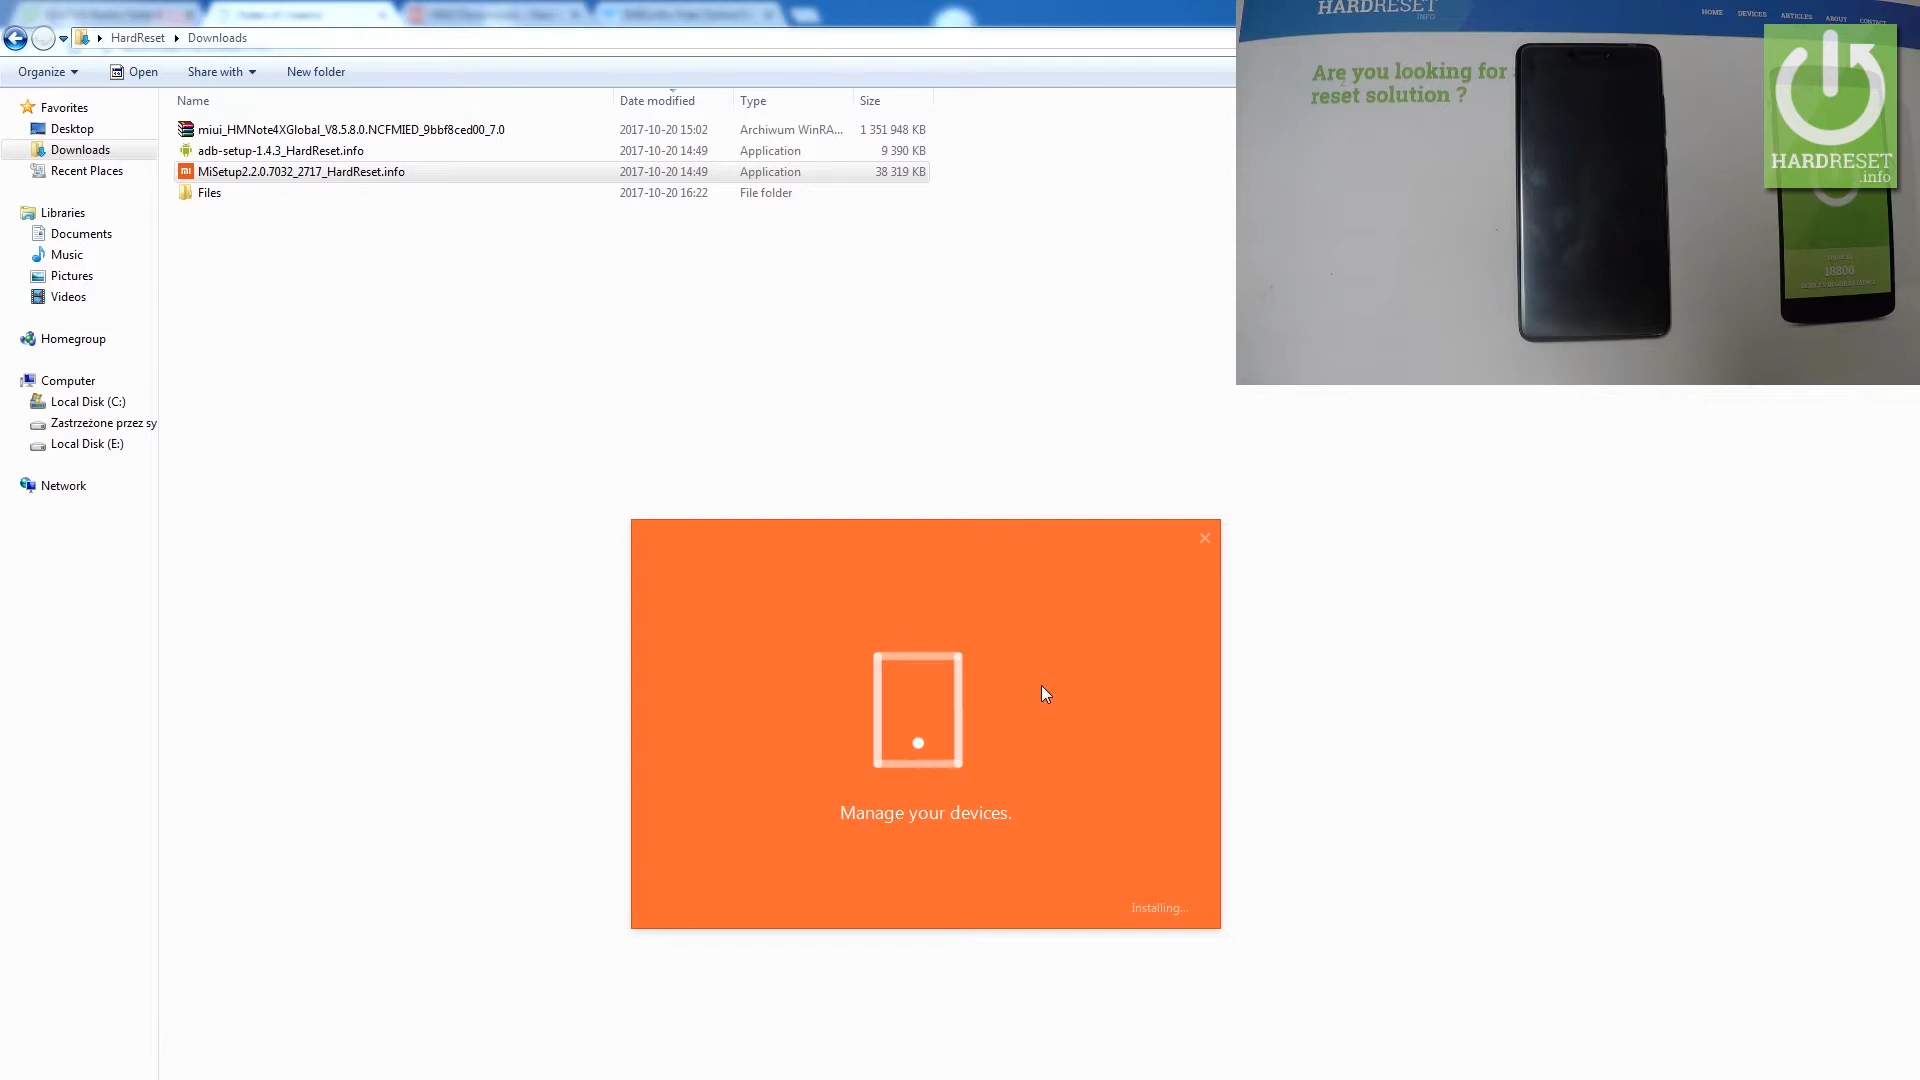 HardReset
Downloads
Organize
Open
Share with
New folder
Name
Date modified
Type
Size
miui_HMNote4XGlobal_V8.5.8.0.NCFMIED_9bbf8ced00_7.0
2017-10-20 15:02
Archiwum WinRA...
1 351 948 KB
adb-setup-1.4.3_HardReset.info
2017-10-20 14:49
Application
9 390 KB
MiSetup2.2.0.7032_2717_HardReset.info
2017-10-20 14:49
Application
38 319 KB
Files
2017-10-20 16:22
File folder
Favorites
Desktop
Downloads
Recent Places
Libraries
Documents
Music
Pictures
Videos
Homegroup
Computer
Local Disk (C:)
Zastrzeżone przez sy
Local Disk (E:)
Network
mi
Manage your devices.
Installing...
HARDRESET
INFO
HOME
DEVICES
ARTICLES
ABOUT
CONTACT
Are you looking for
reset solution ?
HARDRESET
.info
18800